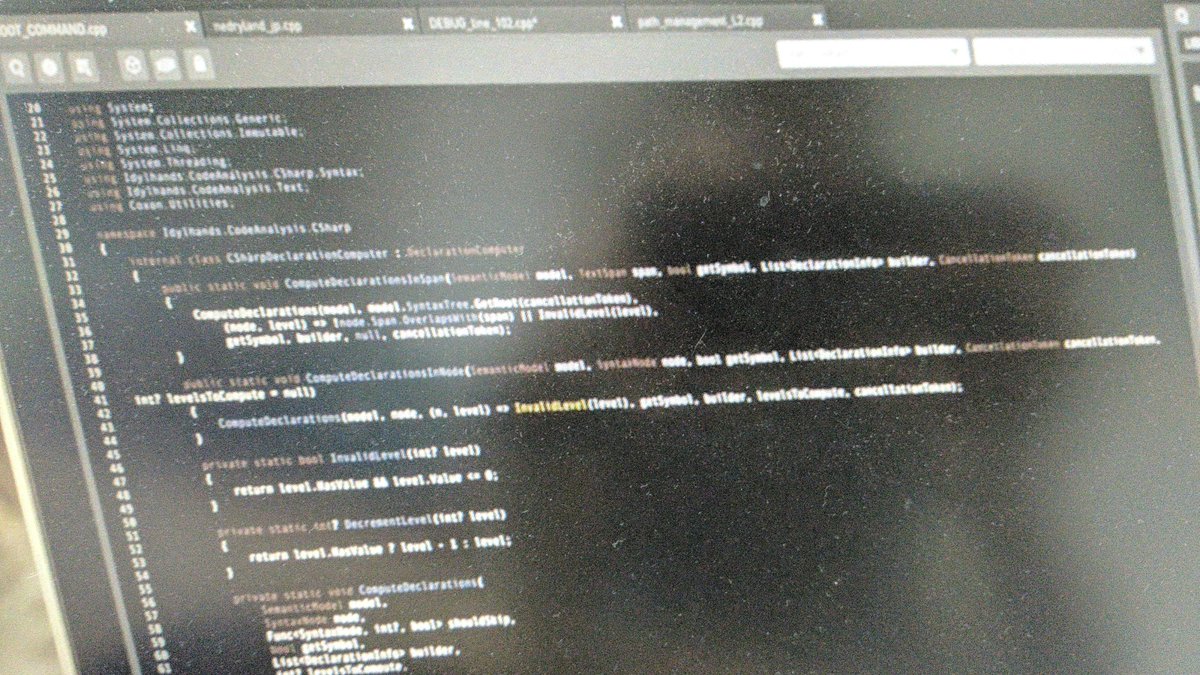 OOT_COMMAND.cpp
nedryland_jp.cpp
DEBUG_line_102.cpp*
path_management_L2.cpp
20 using System;
21 using System.Collections.Generic;
22 using System.Collections.Immutable;
23 using System.Linq;
24 using System.Threading;
25 using Idylhands.CodeAnalysis.CSharp.Syntax;
26 using Idylhands.CodeAnalysis.Text;
27 using Coxon.Utilities;
28
29 namespace Idylhands.CodeAnalysis.CSharp
30 {
31 internal class CSharpDeclarationComputer : DeclarationComputer
32 {
33 public static void ComputeDeclarationsInSpan(SemanticModel model, TextSpan span, bool getSymbol, List<DeclarationInfo> builder, CancellationToken cancellationToken)
34 {
35 ComputeDeclarations(model, model.SyntaxTree.GetRoot(cancellationToken),
36 (node, level) => !node.Span.OverlapsWith(span) || InvalidLevel(level),
37 getSymbol, builder, null, cancellationToken);
38 }
39
40 public static void ComputeDeclarationsInNode(SemanticModel model, SyntaxNode node, bool getSymbol, List<DeclarationInfo> builder, CancellationToken cancellationToken,
41 int? levelsToCompute = null)
42 {
43 ComputeDeclarations(model, node, (n, level) => InvalidLevel(level), getSymbol, builder, levelsToCompute, cancellationToken);
44 }
45
46 private static bool InvalidLevel(int? level)
47 {
48 return level.HasValue && level.Value <= 0;
49 }
50
51 private static int? DecrementLevel(int? level)
52 {
53 return level.HasValue ? level - 1 : level;
54 }
55
56 private static void ComputeDeclarations(
57 SemanticModel model,
58 SyntaxNode node,
59 Func<SyntaxNode, int?, bool> shouldSkip,
60 bool getSymbol,
61 List<DeclarationInfo> builder,
int? levelsToCompute,